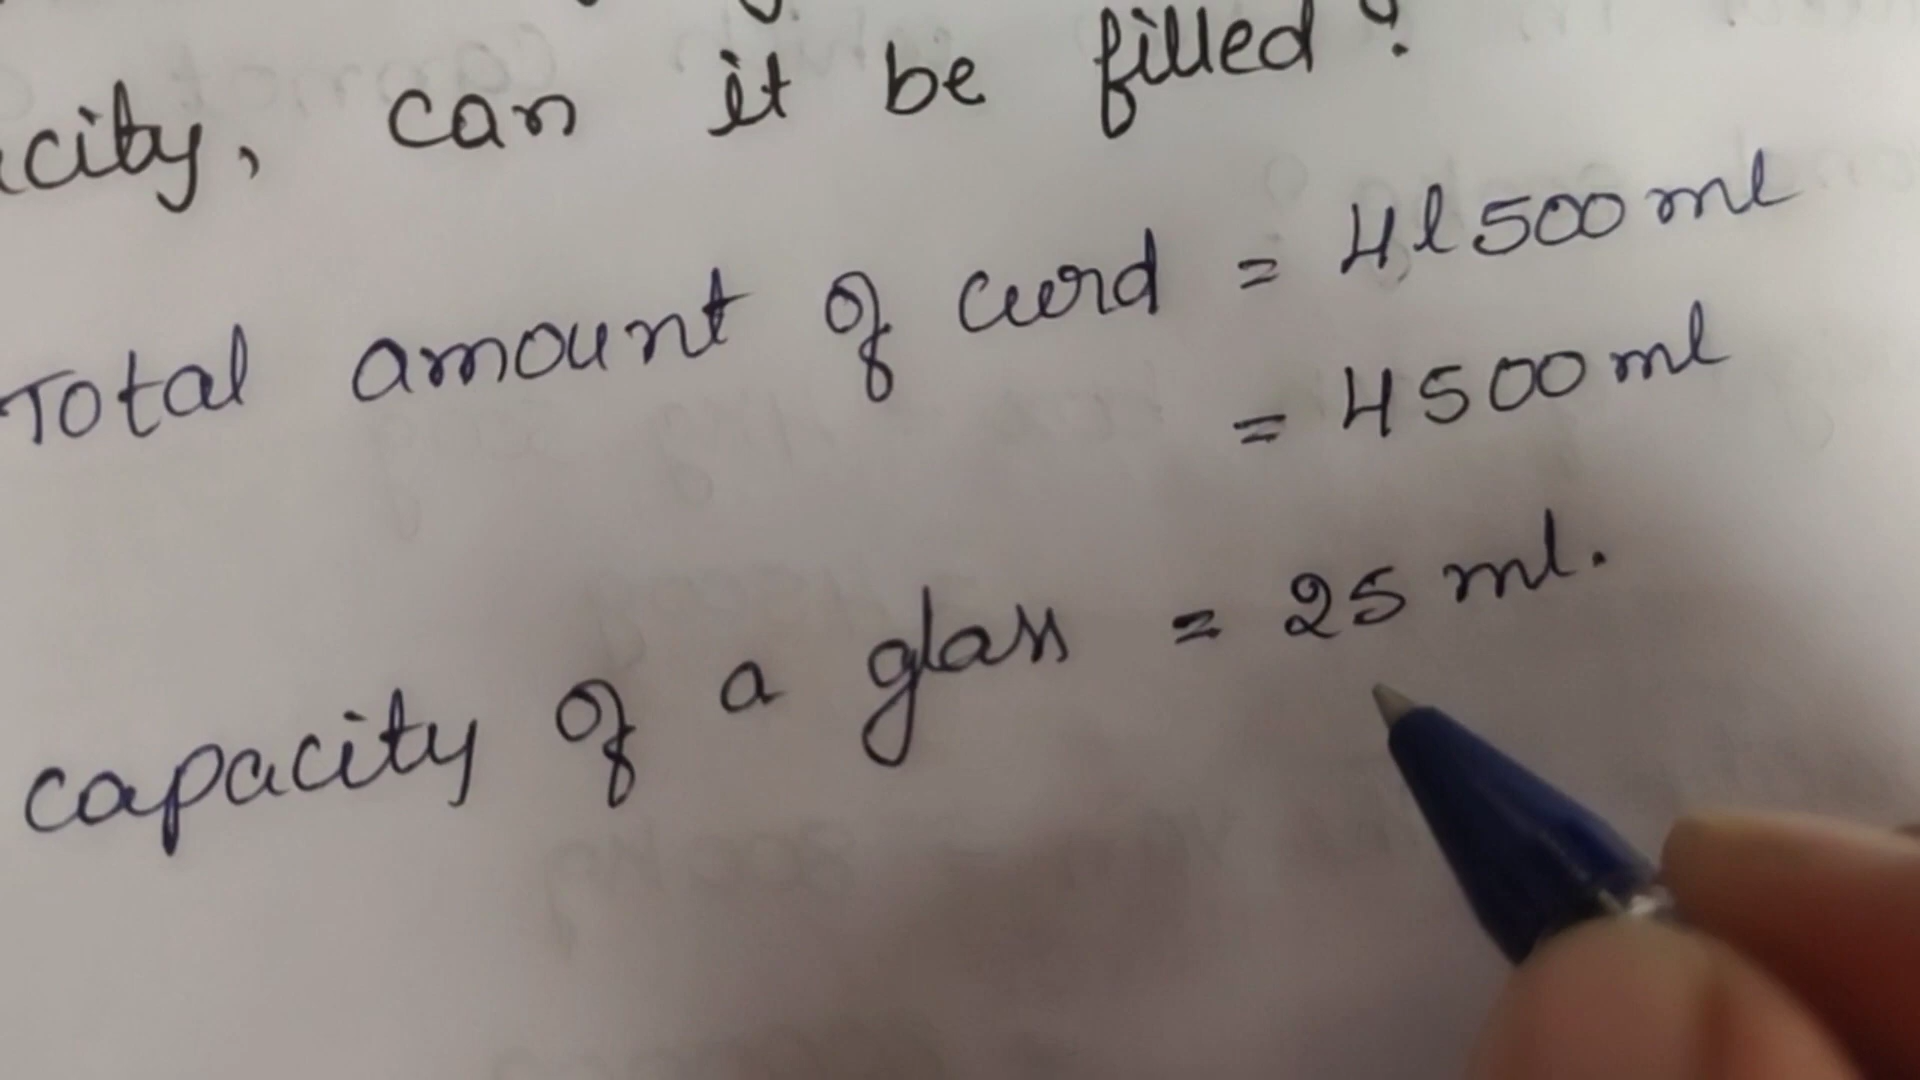 city, can it be filled?
Total amount of curd = 4l 500 ml
= 4500 ml
capacity of a glass = 25 ml.